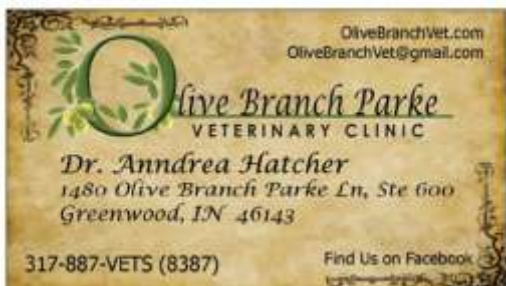 OliveBranchVet.com
OliveBranchVet@gmail.com
Olive Branch Parke
VETERINARY CLINIC
Dr. Anndrea Hatcher
1480 Olive Branch Parke Ln, Ste 600
Greenwood, IN 46143
317-887-VETS (8387)
Find Us on Facebook